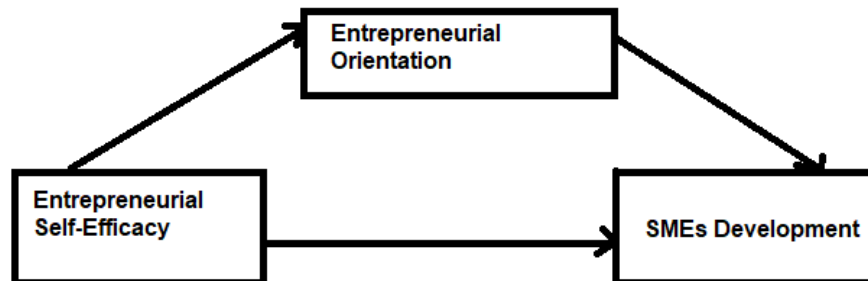 Entrepreneurial
Orientation
Entrepreneurial
Self-Efficacy
SMEs Development